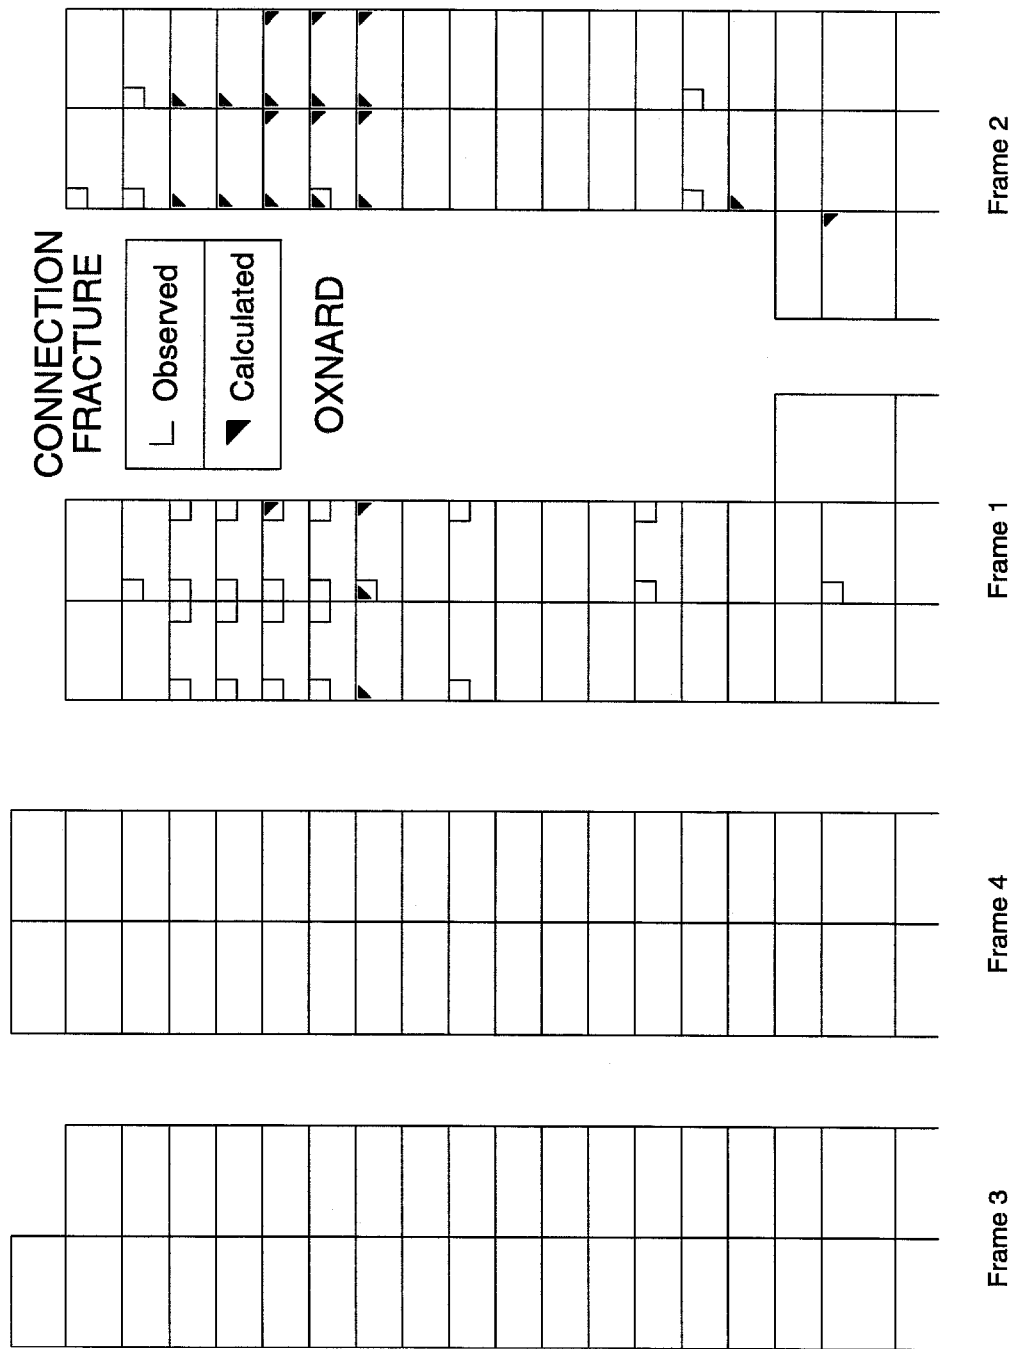 CONNECTION
FRACTURE
Observed
Calculated
OXNARD
Frame 3
Frame 4
Frame 1
Frame 2